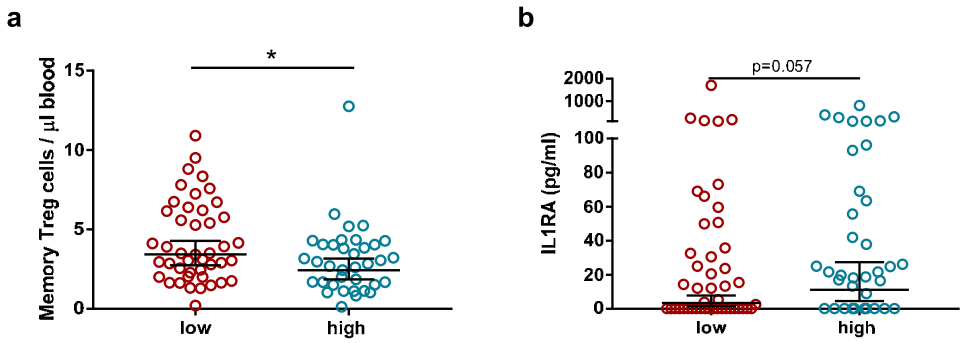 a
b
*
p=0.057
Memory Treg cells / µl blood
15
10
5
0
low
high
IL1RA (pg/ml)
2000
1000
100
80
60
40
20
0
low
high